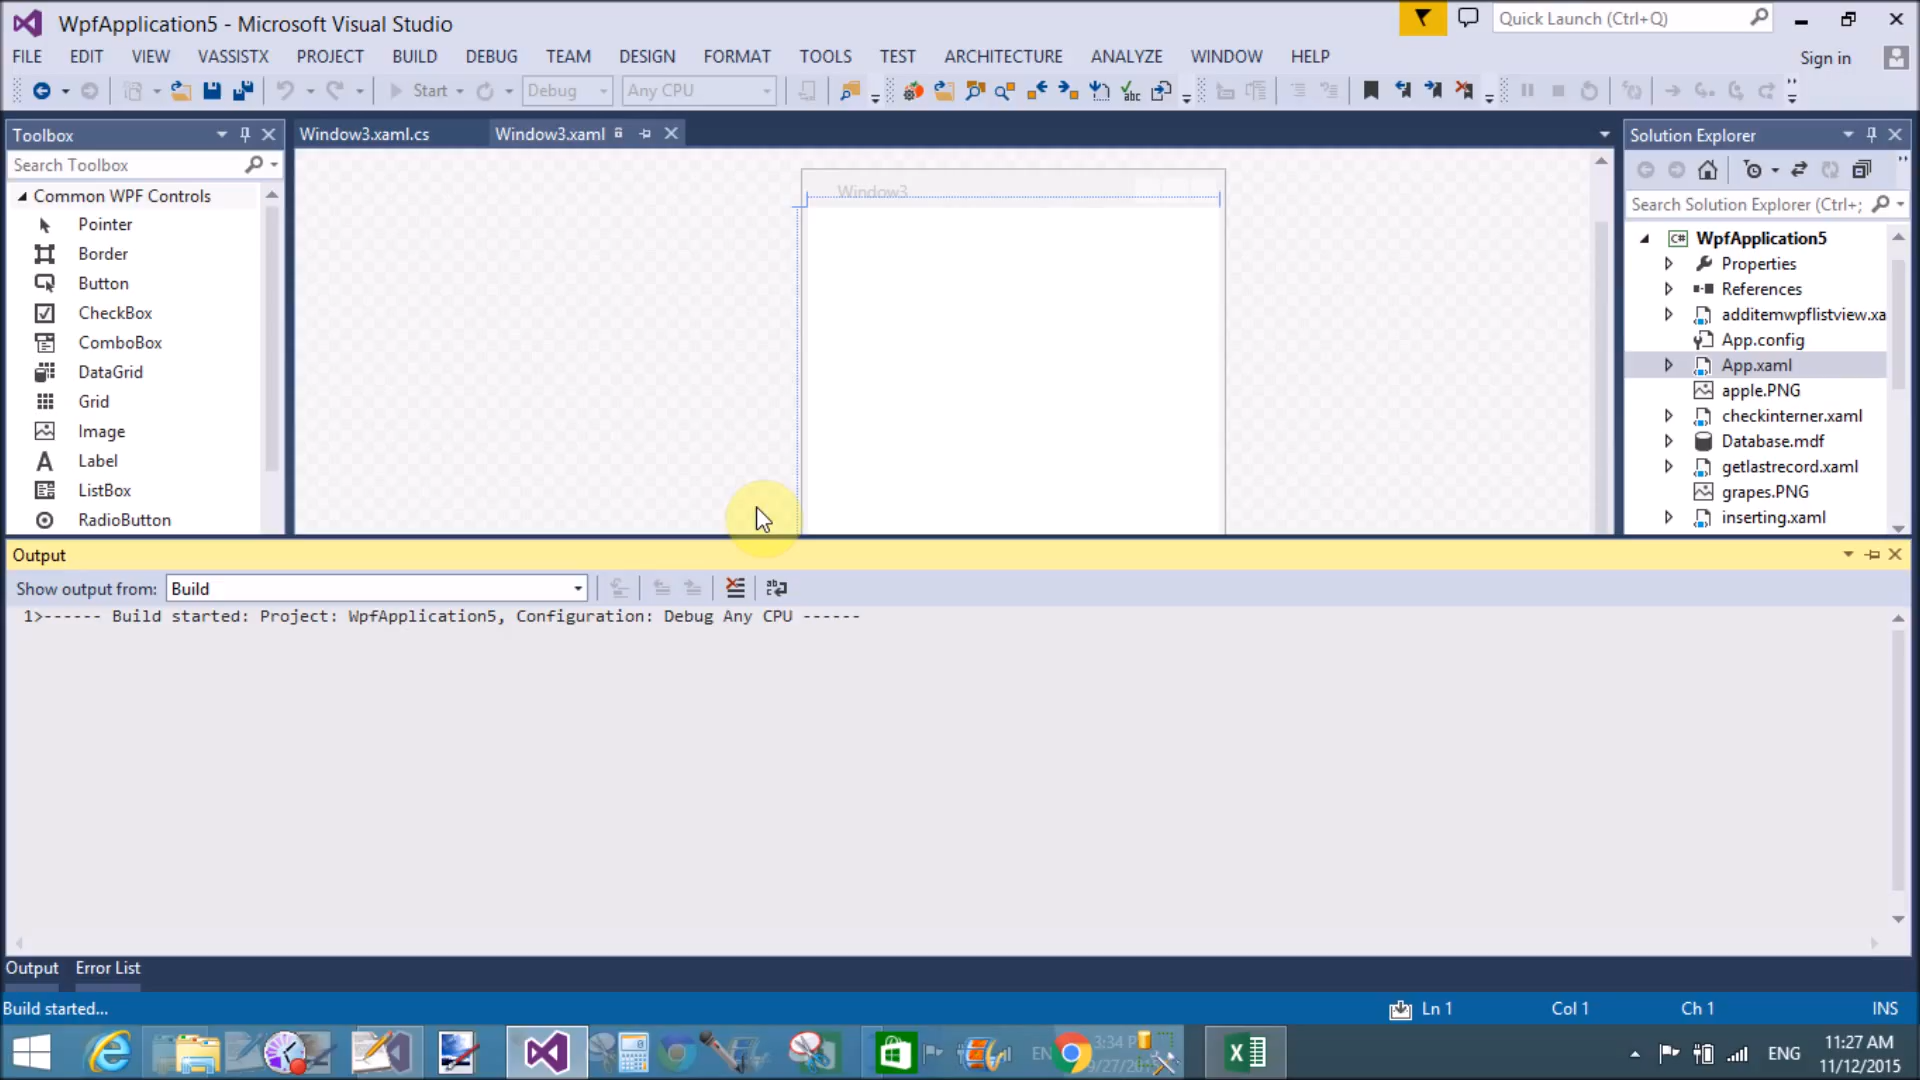 WpfApplication5 - Microsoft Visual Studio
Quick Launch (Ctrl+Q)
FILE EDIT VIEW VASSISTX PROJECT BUILD DEBUG TEAM DESIGN FORMAT TOOLS TEST ARCHITECTURE ANALYZE WINDOW HELP
Sign in
Start Debug Any CPU
Toolbox
Search Toolbox
Common WPF Controls
Pointer
Border
Button
CheckBox
ComboBox
DataGrid
Grid
Image
Label
ListBox
RadioButton
Window3.xaml.cs Window3.xaml
Window3
Solution Explorer
Search Solution Explorer (Ctrl+;
WpfApplication5
Properties
References
additemwpflistview.xa
App.config
App.xaml
apple.PNG
checkinterner.xaml
Database.mdf
getlastrecord.xaml
grapes.PNG
inserting.xaml
Output
Show output from: Build
1>------ Build started: Project: WpfApplication5, Configuration: Debug Any CPU ------
Output Error List
Build started...
Ln 1 Col 1 Ch 1 INS
ENG
11:27 AM
11/12/2015